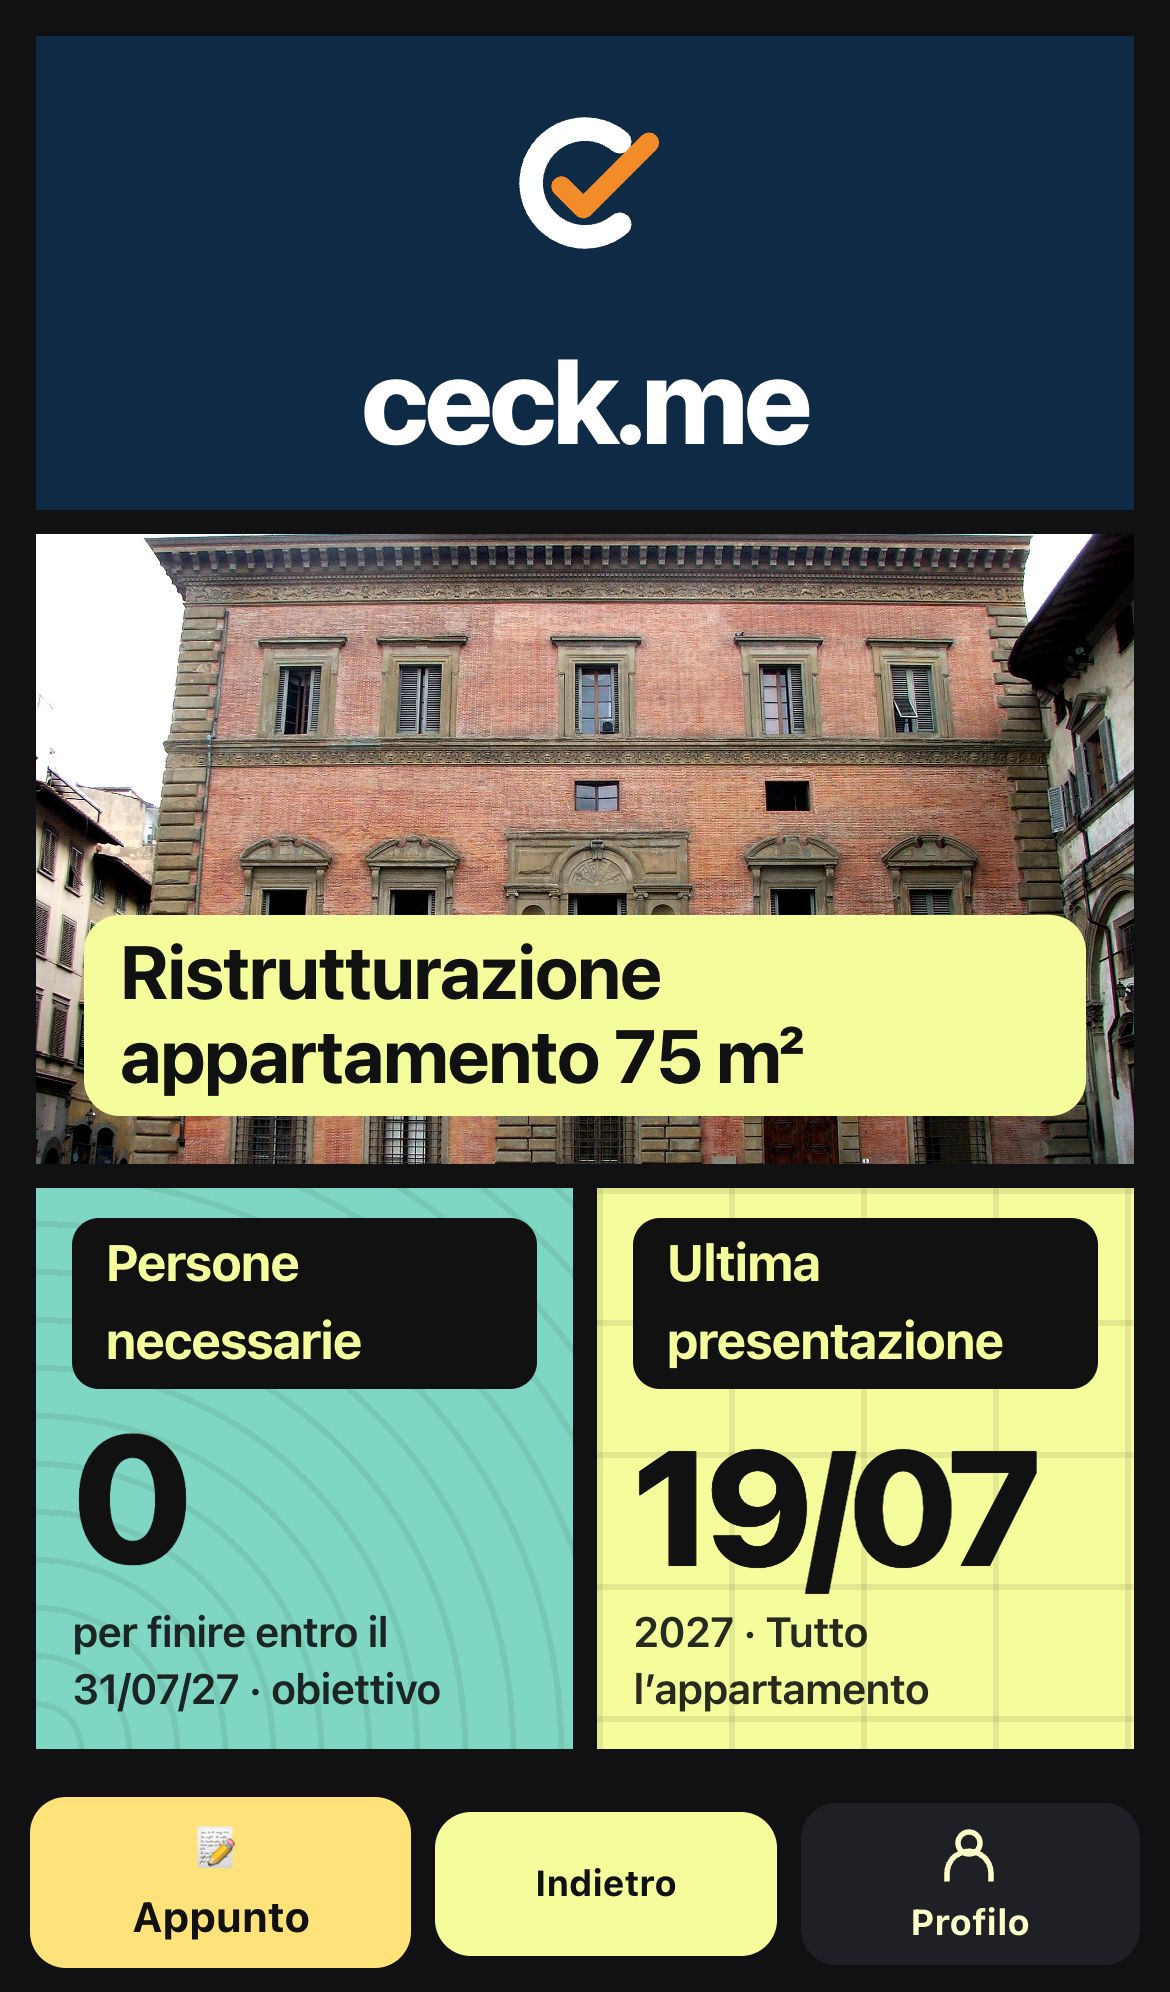 ceck.me
Ristrutturazione
appartamento 75 m²
Persone
necessarie
0
per finire entro il
31/07/27 · obiettivo
Ultima
presentazione
19/07
2027 · Tutto
l’appartamento
Appunto
Indietro
Profilo